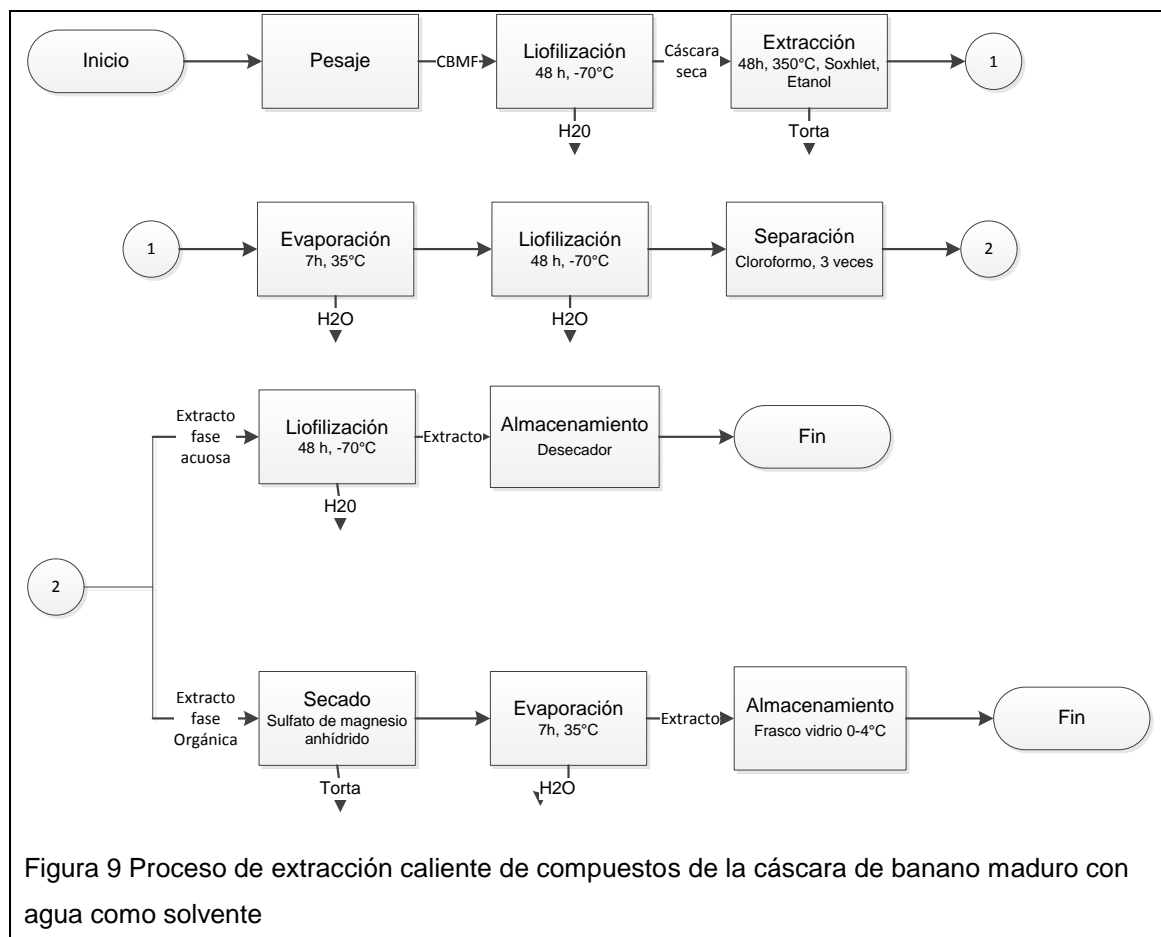 Inicio
Pesaje
CBMF
Liofilización
48 h, -70°C
Cáscara
seca
Extracción
48h, 350°C, Soxhlet,
Etanol
1
H20
Torta
1
Evaporación
7h, 35°C
Liofilización
48 h, -70°C
Separación
Cloroformo, 3 veces
2
H2O
H2O
Extracto
fase
acuosa
Liofilización
48 h, -70°C
Extracto
Almacenamiento
Desecador
Fin
H20
2
Extracto
fase
Orgánica
Secado
Sulfato de magnesio
anhídrido
Evaporación
7h, 35°C
Extracto
Almacenamiento
Frasco vidrio 0-4°C
Fin
Torta
H2O
Figura 9 Proceso de extracción caliente de compuestos de la cáscara de banano maduro con
agua como solvente